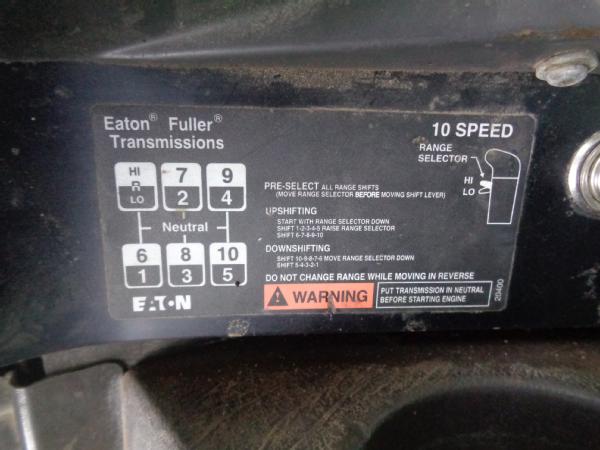 Eaton® Fuller®
Transmissions
10 SPEED
RANGE
SELECTOR
HI
LO
HI 7 9
R
LO 2 4
Neutral
6 8 10
1 3 5
EATON
PRE-SELECT ALL RANGE SHIFTS
(MOVE RANGE SELECTOR BEFORE MOVING SHIFT LEVER)
UPSHIFTING
START WITH RANGE SELECTOR DOWN
SHIFT 1-2-3-4-5 RAISE RANGE SELECTOR
SHIFT 6-7-8-9-10
DOWNSHIFTING
SHIFT 10-9-8-7-6 MOVE RANGE SELECTOR DOWN
SHIFT 5-4-3-2-1
DO NOT CHANGE RANGE WHILE MOVING IN REVERSE
WARNING
PUT TRANSMISSION IN NEUTRAL
BEFORE STARTING ENGINE
20400